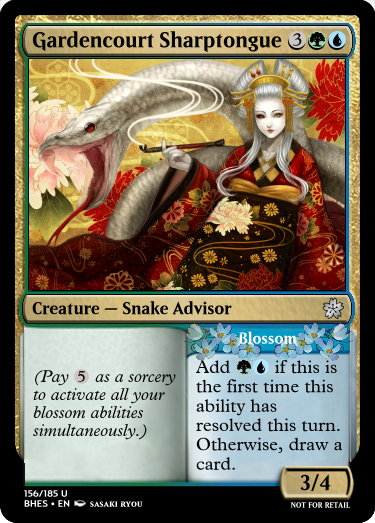 Gardencourt Sharptongue 3
Creature — Snake Advisor
Blossom
(Pay 5 as a sorcery
to activate all your
blossom abilities
simultaneously.)
Add if this is
the first time this
ability has
resolved this turn.
Otherwise, draw a
card.
3/4
156/185 U
BHES • EN SASAKI RYOU
NOT FOR RETAIL